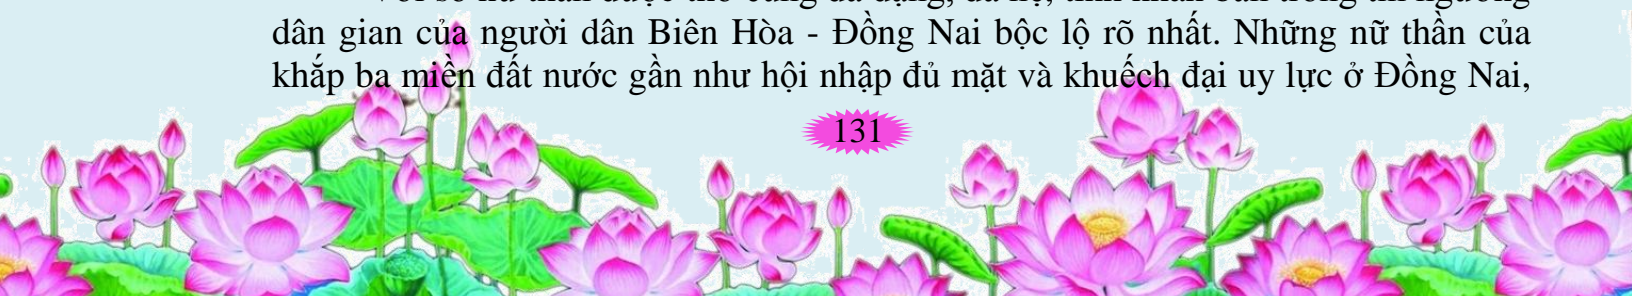 dân gian của người dân Biên Hòa - Đồng Nai bộc lộ rõ nhất. Những nữ thần của
khắp ba miền đất nước gần như hội nhập đủ mặt và khuếch đại uy lực ở Đồng Nai,
131